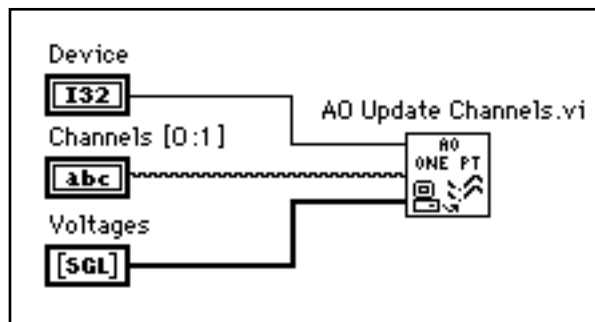 Device
I32
AO Update Channels.vi
Channels [0:1]
AO
ONE PT
abc
Voltages
[SGL]